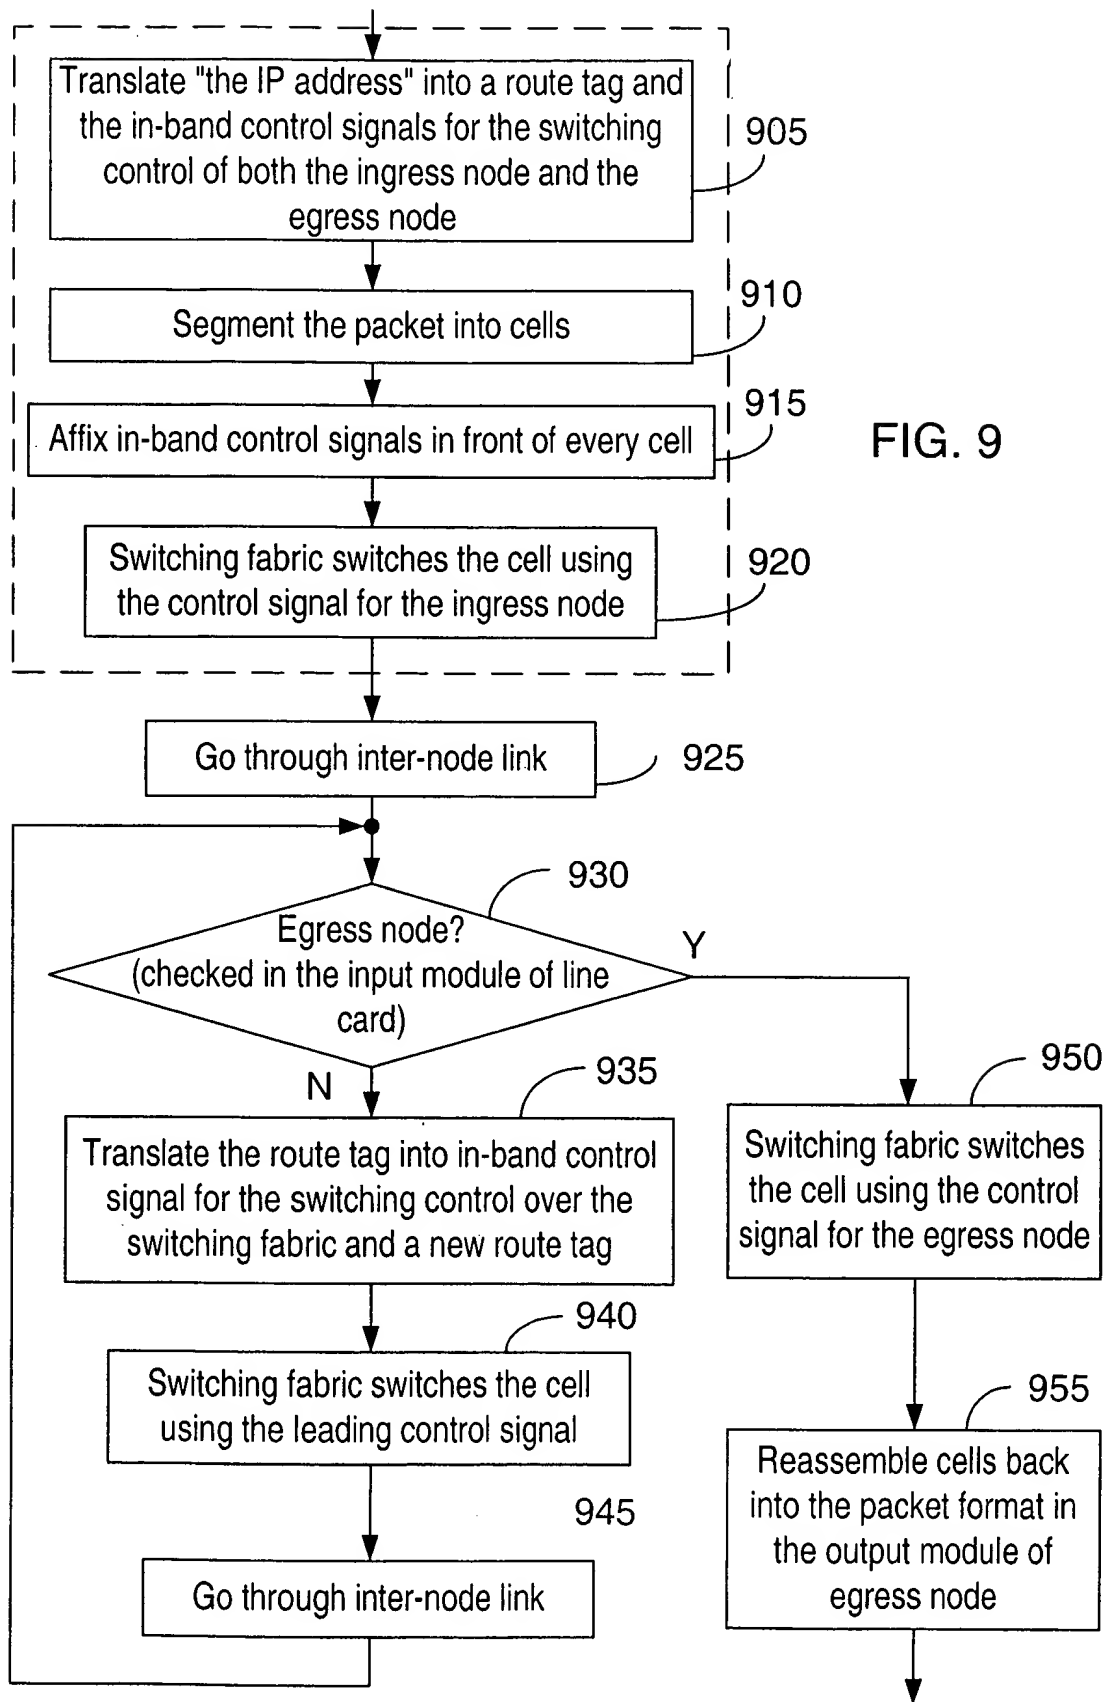 Translate "the IP address" into a route tag and
the in-band control signals for the switching
control of both the ingress node and the
egress node
905
Segment the packet into cells
910
Affix in-band control signals in front of every cell
915
FIG. 9
Switching fabric switches the cell using
the control signal for the ingress node
920
Go through inter-node link
925
930
Egress node?
(checked in the input module of line
card)
Y
N
935
Translate the route tag into in-band control
signal for the switching control over the
switching fabric and a new route tag
950
Switching fabric switches
the cell using the control
signal for the egress node
940
Switching fabric switches the cell
using the leading control signal
955
Reassemble cells back
into the packet format in
the output module of
egress node
945
Go through inter-node link